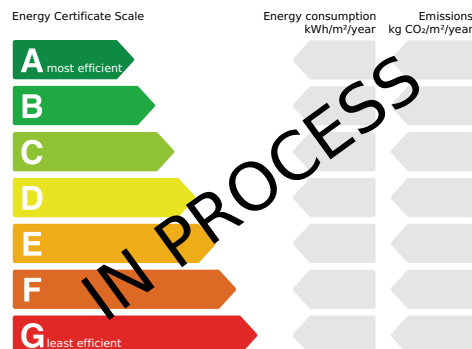 Energy Certificate Scale
Energy consumption
kWh/m²/year
Emissions
kg CO₂/m²/year
A most efficient
B
C
D
E
F
G least efficient
IN PROCESS